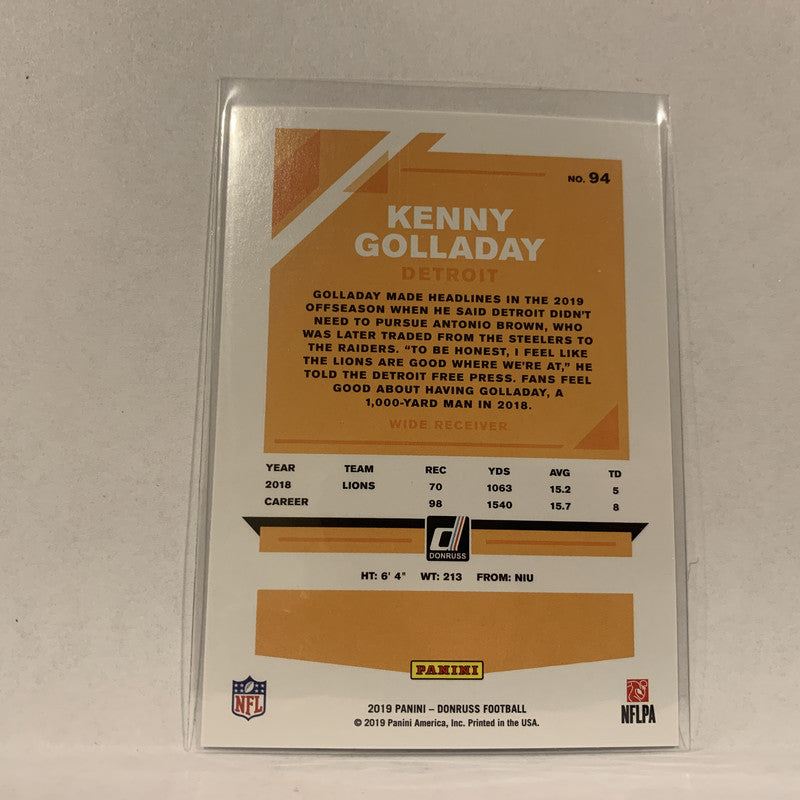 NO. 94
KENNY
GOLLADAY
DETROIT
GOLLADAY MADE HEADLINES IN THE 2019
OFFSEASON WHEN HE SAID DETROIT DIDN'T
NEED TO PURSUE ANTONIO BROWN, WHO
WAS LATER TRADED FROM THE STEELERS TO
THE RAIDERS. "TO BE HONEST, I FEEL LIKE
THE LIONS ARE GOOD WHERE WE'RE AT," HE
TOLD THE DETROIT FREE PRESS. FANS FEEL
GOOD ABOUT HAVING GOLLADAY, A
1,000-YARD MAN IN 2018.
WIDE RECEIVER
YEAR TEAM REC YDS AVG TD
2018 LIONS 70 1063 15.2 5
CAREER 98 1540 15.7 8
d
DONRUSS
HT: 6' 4" WT: 213 FROM: NIU
PANINI
NFL
NFLPA
2019 PANINI – DONRUSS FOOTBALL
© 2019 Panini America, Inc. Printed in the USA.